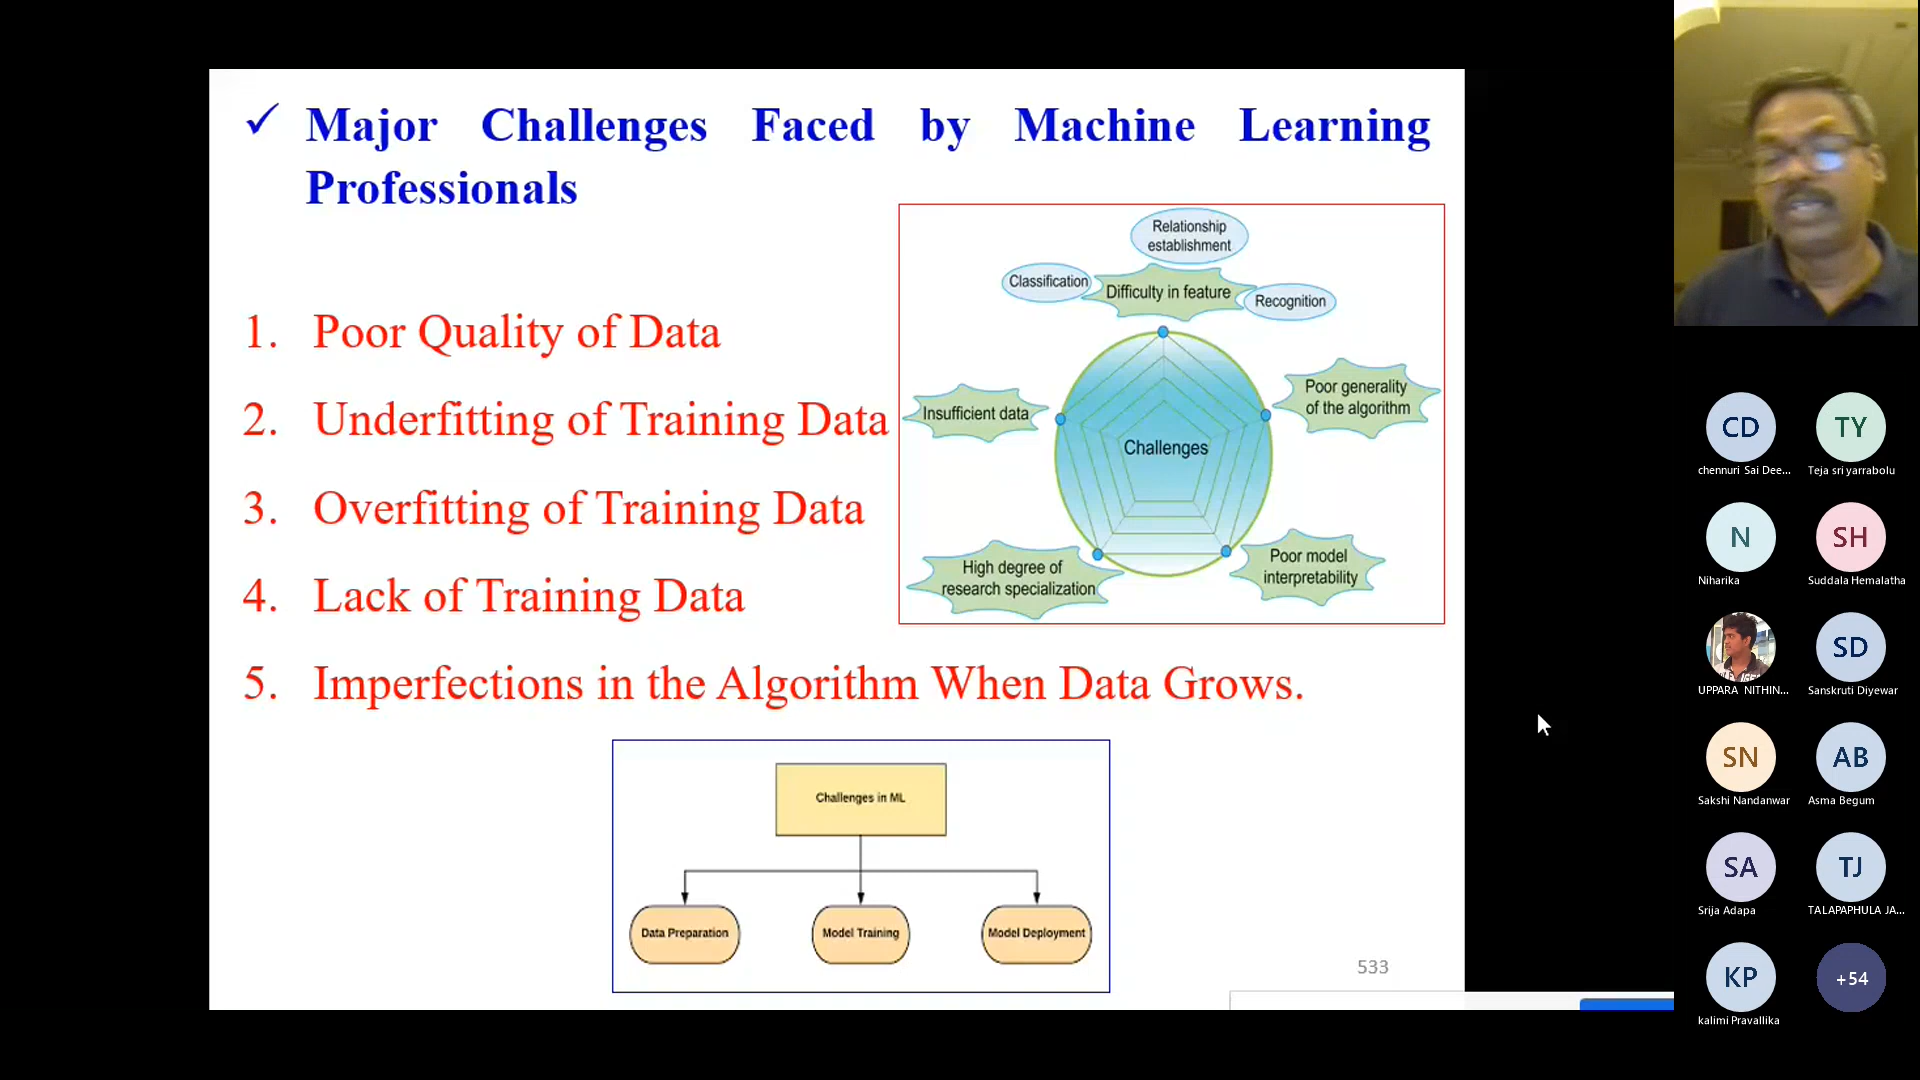 ✓ Major Challenges Faced by Machine Learning
Professionals
1. Poor Quality of Data
2. Underfitting of Training Data
3. Overfitting of Training Data
4. Lack of Training Data
5. Imperfections in the Algorithm When Data Grows.
Relationship
establishment
Classification
Difficulty in feature
Recognition
Insufficient data
Poor generality
of the algorithm
Challenges
High degree of
research specialization
Poor model
interpretability
Challenges in ML
Data Preparation
Model Training
Model Deployment
533
CD
chennuri Sai Dee...
TY
Teja sri yarrabolu
N
Niharika
SH
Suddala Hemalatha
UPPARA NITHIN...
SD
Sanskruti Diyewar
SN
Sakshi Nandanwar
AB
Asma Begum
SA
Srija Adapa
TJ
TALAPAPHULA JA...
KP
kalimi Pravallika
+54